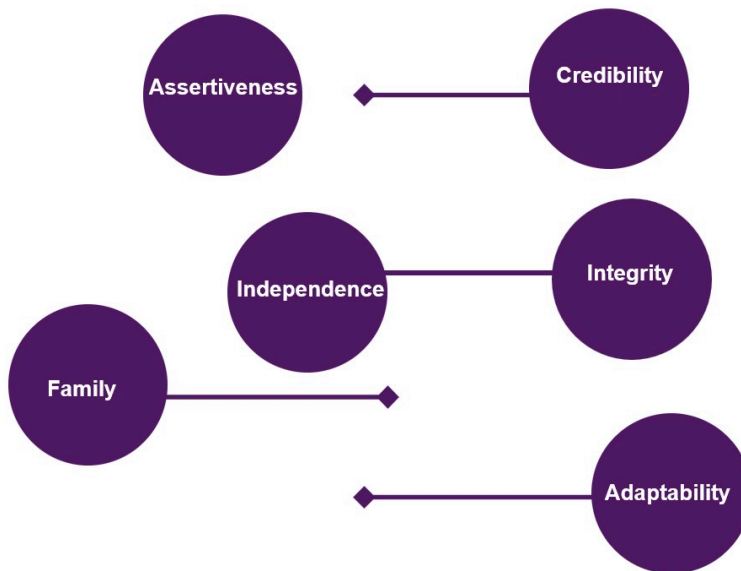 Assertiveness
Credibility
Independence
Integrity
Family
Adaptability